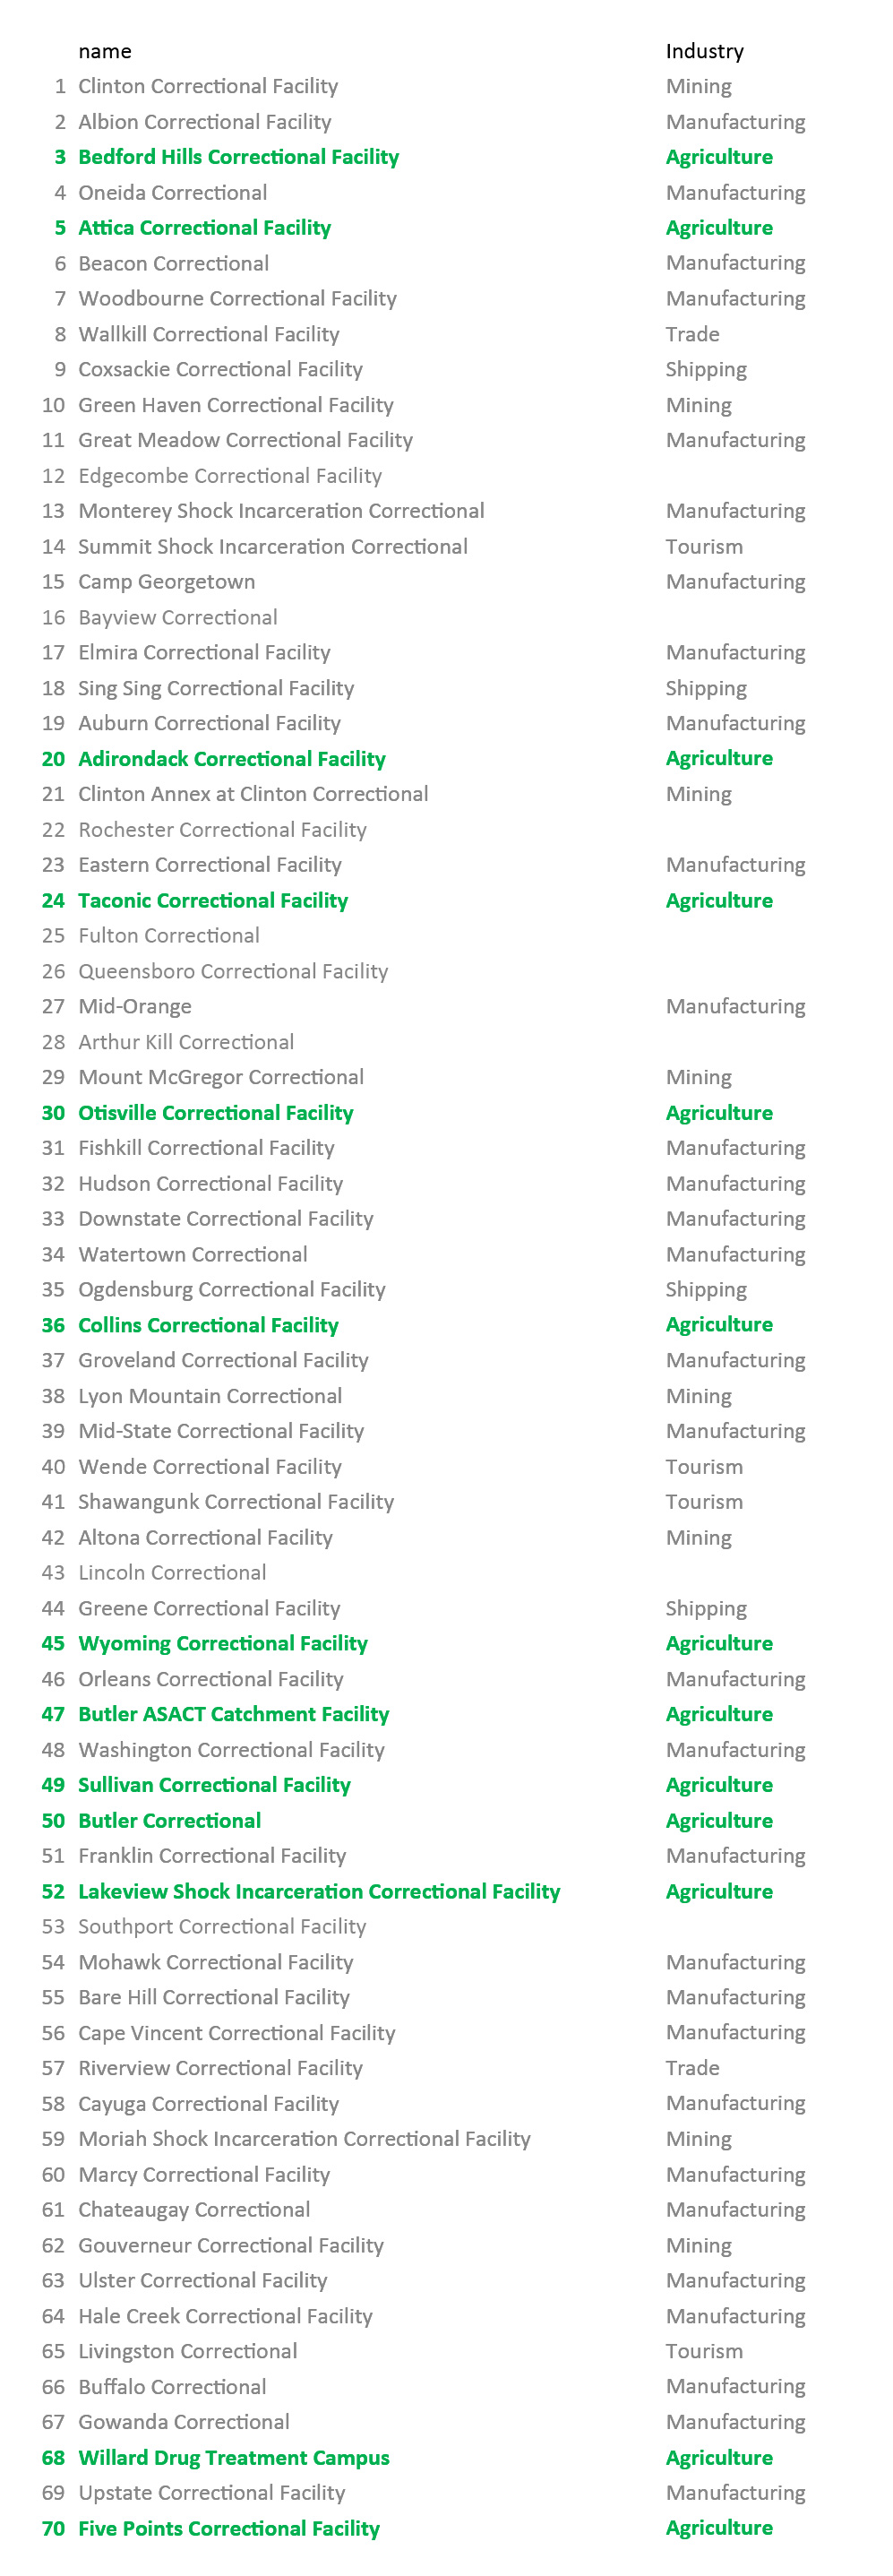 name Industry
1 Clinton Correctional Facility Mining
2 Albion Correctional Facility Manufacturing
3 Bedford Hills Correctional Facility Agriculture
4 Oneida Correctional Manufacturing
5 Attica Correctional Facility Agriculture
6 Beacon Correctional Manufacturing
7 Woodbourne Correctional Facility Manufacturing
8 Wallkill Correctional Facility Trade
9 Coxsackie Correctional Facility Shipping
10 Green Haven Correctional Facility Mining
11 Great Meadow Correctional Facility Manufacturing
12 Edgecombe Correctional Facility
13 Monterey Shock Incarceration Correctional Manufacturing
14 Summit Shock Incarceration Correctional Tourism
15 Camp Georgetown Manufacturing
16 Bayview Correctional
17 Elmira Correctional Facility Manufacturing
18 Sing Sing Correctional Facility Shipping
19 Auburn Correctional Facility Manufacturing
20 Adirondack Correctional Facility Agriculture
21 Clinton Annex at Clinton Correctional Mining
22 Rochester Correctional Facility
23 Eastern Correctional Facility Manufacturing
24 Taconic Correctional Facility Agriculture
25 Fulton Correctional
26 Queensboro Correctional Facility
27 Mid-Orange Manufacturing
28 Arthur Kill Correctional
29 Mount McGregor Correctional Mining
30 Otisville Correctional Facility Agriculture
31 Fishkill Correctional Facility Manufacturing
32 Hudson Correctional Facility Manufacturing
33 Downstate Correctional Facility Manufacturing
34 Watertown Correctional Manufacturing
35 Ogdensburg Correctional Facility Shipping
36 Collins Correctional Facility Agriculture
37 Groveland Correctional Facility Manufacturing
38 Lyon Mountain Correctional Mining
39 Mid-State Correctional Facility Manufacturing
40 Wende Correctional Facility Tourism
41 Shawangunk Correctional Facility Tourism
42 Altona Correctional Facility Mining
43 Lincoln Correctional
44 Greene Correctional Facility Shipping
45 Wyoming Correctional Facility Agriculture
46 Orleans Correctional Facility Manufacturing
47 Butler ASACT Catchment Facility Agriculture
48 Washington Correctional Facility Manufacturing
49 Sullivan Correctional Facility Agriculture
50 Butler Correctional Agriculture
51 Franklin Correctional Facility Manufacturing
52 Lakeview Shock Incarceration Correctional Facility Agriculture
53 Southport Correctional Facility
54 Mohawk Correctional Facility Manufacturing
55 Bare Hill Correctional Facility Manufacturing
56 Cape Vincent Correctional Facility Manufacturing
57 Riverview Correctional Facility Trade
58 Cayuga Correctional Facility Manufacturing
59 Moriah Shock Incarceration Correctional Facility Mining
60 Marcy Correctional Facility Manufacturing
61 Chateaugay Correctional Manufacturing
62 Gouverneur Correctional Facility Mining
63 Ulster Correctional Facility Manufacturing
64 Hale Creek Correctional Facility Manufacturing
65 Livingston Correctional Tourism
66 Buffalo Correctional Manufacturing
67 Gowanda Correctional Manufacturing
68 Willard Drug Treatment Campus Agriculture
69 Upstate Correctional Facility Manufacturing
70 Five Points Correctional Facility Agriculture